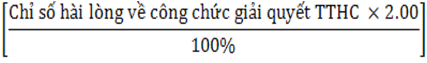 [Chỉ số hài lòng về công chức giải quyết TTHC × 2.00]
100%